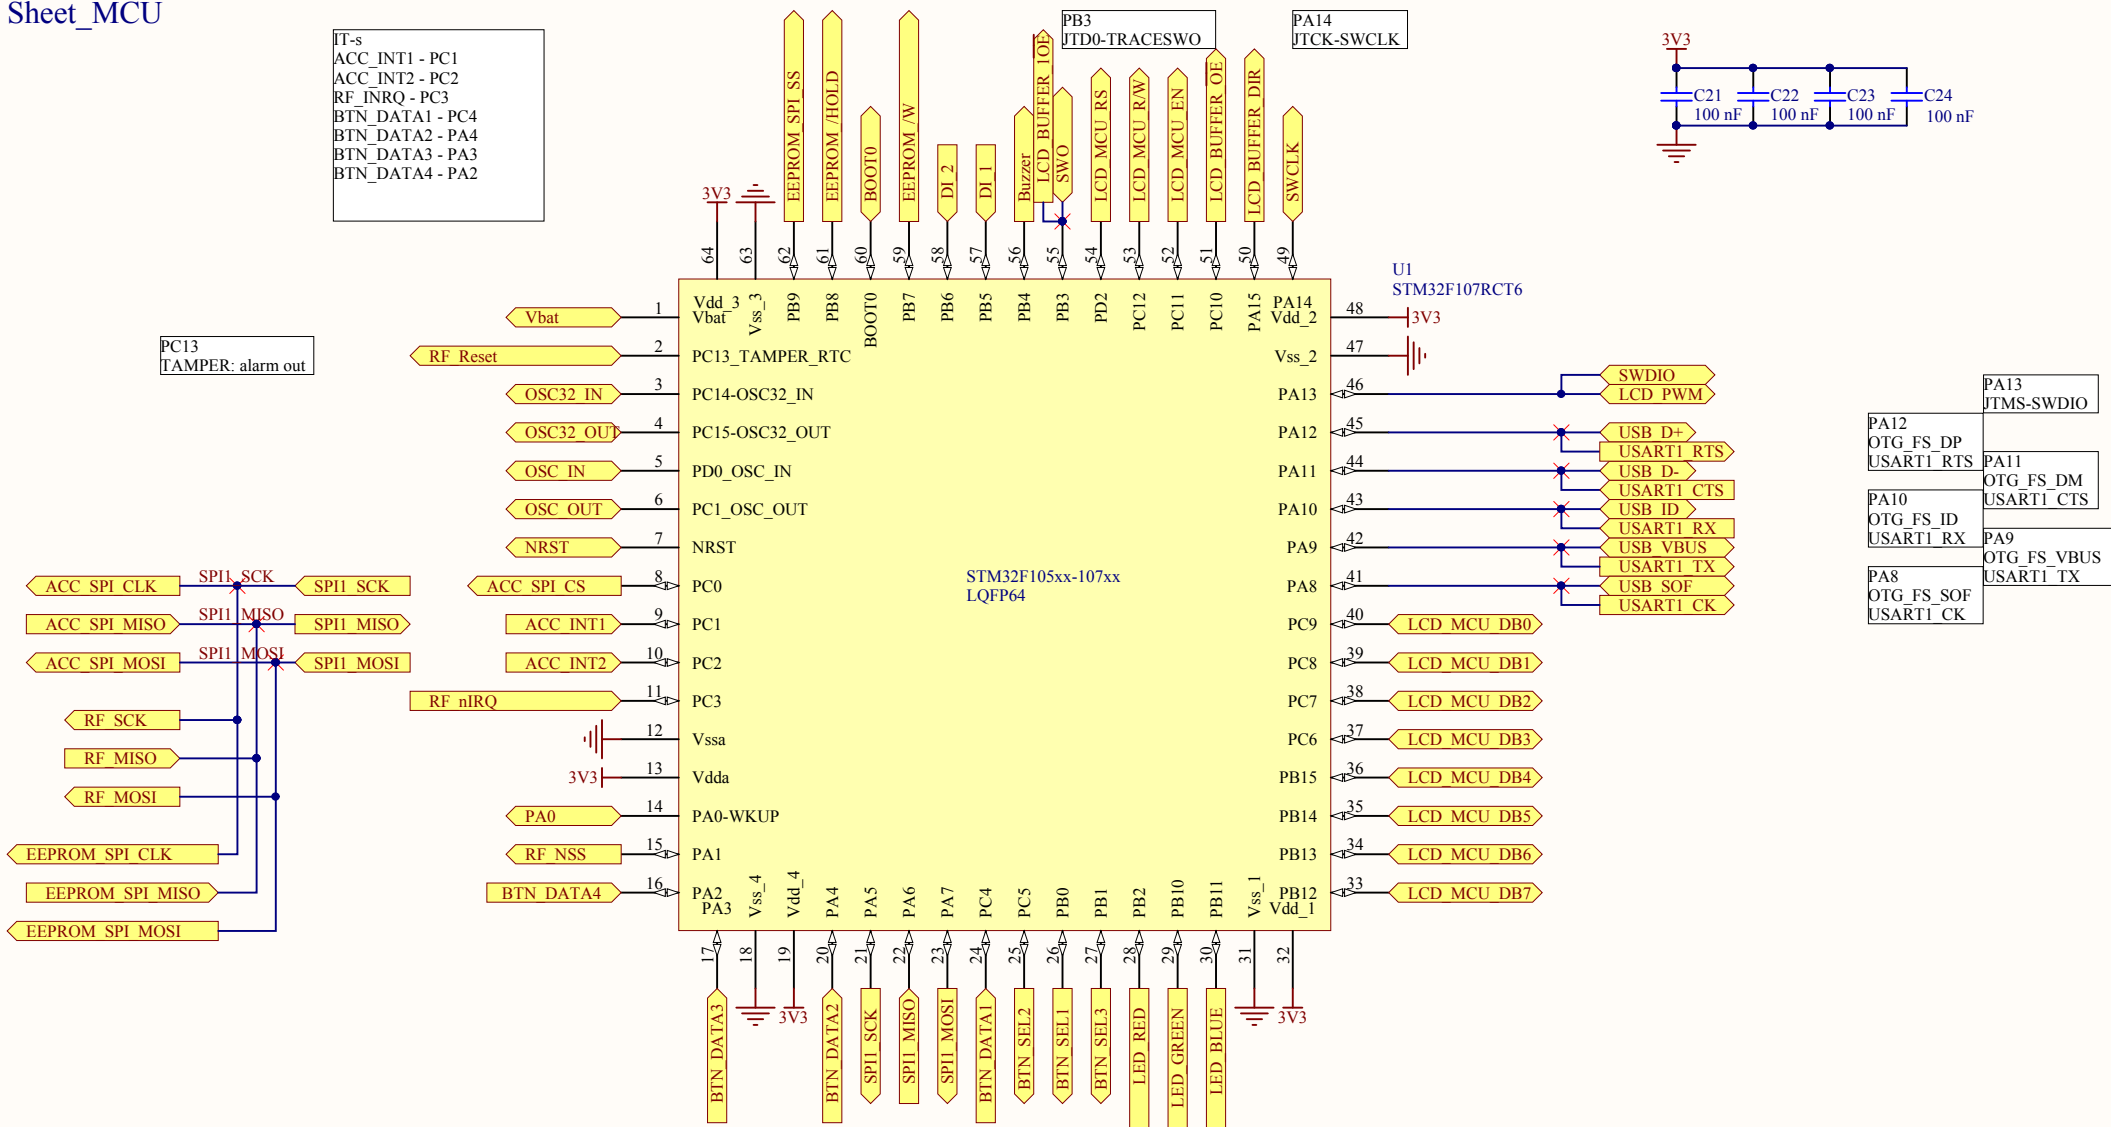 Sheet_MCU
IT-s
ACC_INT1 - PC1
ACC_INT2 - PC2
RF_INRQ - PC3
BTN_DATA1 - PC4
BTN_DATA2 - PA4
BTN_DATA3 - PA3
BTN_DATA4 - PA2
PB3
JTD0-TRACESWO
PA14
JTCK-SWCLK
3V3
C21
100 nF
C22
100 nF
C23
100 nF
C24
100 nF
3V3
EEPROM_SPI_SS
EEPROM_/HOLD
BOOT0
EEPROM_/W
DI_2
DI_1
Buzzer
LCD_BUFFER_1OE
SWO
LCD_MCU_RS
LCD_MCU_R/W
LCD_MCU_EN
LCD_BUFFER_OE
LCD_BUFFER_DIR
SWCLK
64
63
62
61
60
59
58
57
56
55
54
53
52
51
50
49
Vdd_3
Vss_3
PB9
PB8
BOOT0
PB7
PB6
PB5
PB4
PB3
PD2
PC12
PC11
PC10
PA15
PA14
U1
STM32F107RCT6
PC13
TAMPER: alarm out
Vbat
1
Vbat
RF_Reset
2
PC13_TAMPER_RTC
OSC32_IN
3
PC14-OSC32_IN
OSC32_OUT
4
PC15-OSC32_OUT
OSC_IN
5
PD0_OSC_IN
OSC_OUT
6
PC1_OSC_OUT
NRST
7
NRST
ACC_SPI_CS
8
PC0
ACC_INT1
9
PC1
ACC_INT2
10
PC2
RF_nIRQ
11
PC3
12
Vssa
3V3
13
Vdda
PA0
14
PA0-WKUP
RF_NSS
15
PA1
BTN_DATA4
16
PA2
ACC_SPI_CLK
SPI1_SCK
SPI1_SCK
ACC_SPI_MISO
SPI1_MISO
SPI1_MISO
ACC_SPI_MOSI
SPI1_MOSI
SPI1_MOSI
RF_SCK
RF_MISO
RF_MOSI
EEPROM_SPI_CLK
EEPROM_SPI_MISO
EEPROM_SPI_MOSI
STM32F105xx-107xx
LQFP64
Vdd_2
48
3V3
Vss_2
47
PA13
46
SWDIO
LCD_PWM
PA12
45
USB_D+
USART1_RTS
PA11
44
USB_D-
USART1_CTS
PA10
43
USB_ID
USART1_RX
PA9
42
USB_VBUS
USART1_TX
PA8
41
USB_SOF
USART1_CK
PC9
40
LCD_MCU_DB0
PC8
39
LCD_MCU_DB1
PC7
38
LCD_MCU_DB2
PC6
37
LCD_MCU_DB3
PB15
36
LCD_MCU_DB4
PB14
35
LCD_MCU_DB5
PB13
34
LCD_MCU_DB6
PB12
33
LCD_MCU_DB7
PA13
JTMS-SWDIO
PA12
OTG_FS_DP
USART1_RTS
PA11
OTG_FS_DM
USART1_CTS
PA10
OTG_FS_ID
USART1_RX
PA9
OTG_FS_VBUS
USART1_TX
PA8
OTG_FS_SOF
USART1_CK
PA3
Vss_4
Vdd_4
PA4
PA5
PA6
PA7
PC4
PC5
PB0
PB1
PB2
PB10
PB11
Vss_1
Vdd_1
17
18
19
20
21
22
23
24
25
26
27
28
29
30
31
32
BTN_DATA3
3V3
BTN_DATA2
SPI1_SCK
SPI1_MISO
SPI1_MOSI
BTN_DATA1
BTN_SEL2
BTN_SEL1
BTN_SEL3
LED_RED
LED_GREEN
LED_BLUE
3V3